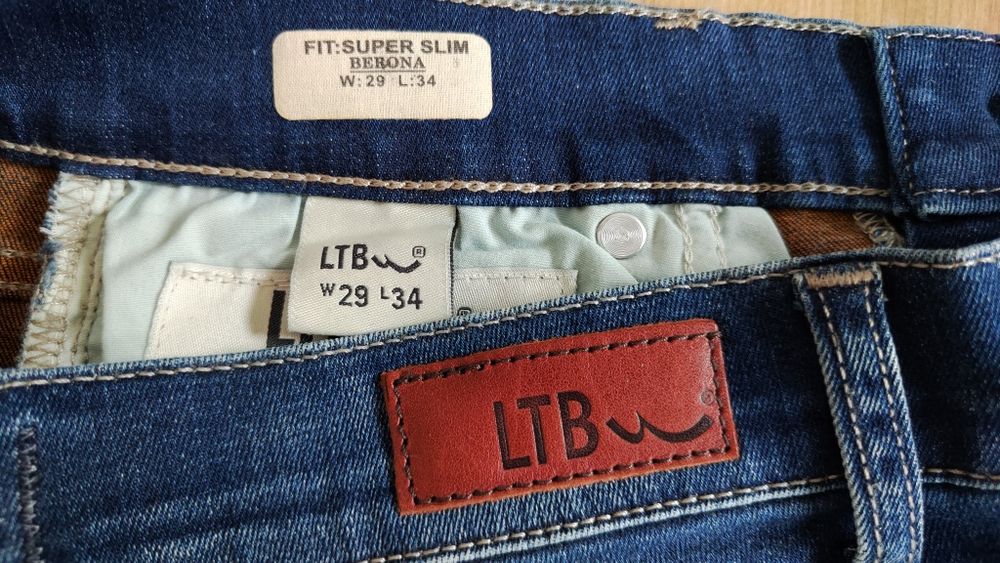 FIT:SUPER SLIM
BERONA
W:29 L:34
LTB ®
W29 L34
LTB ®